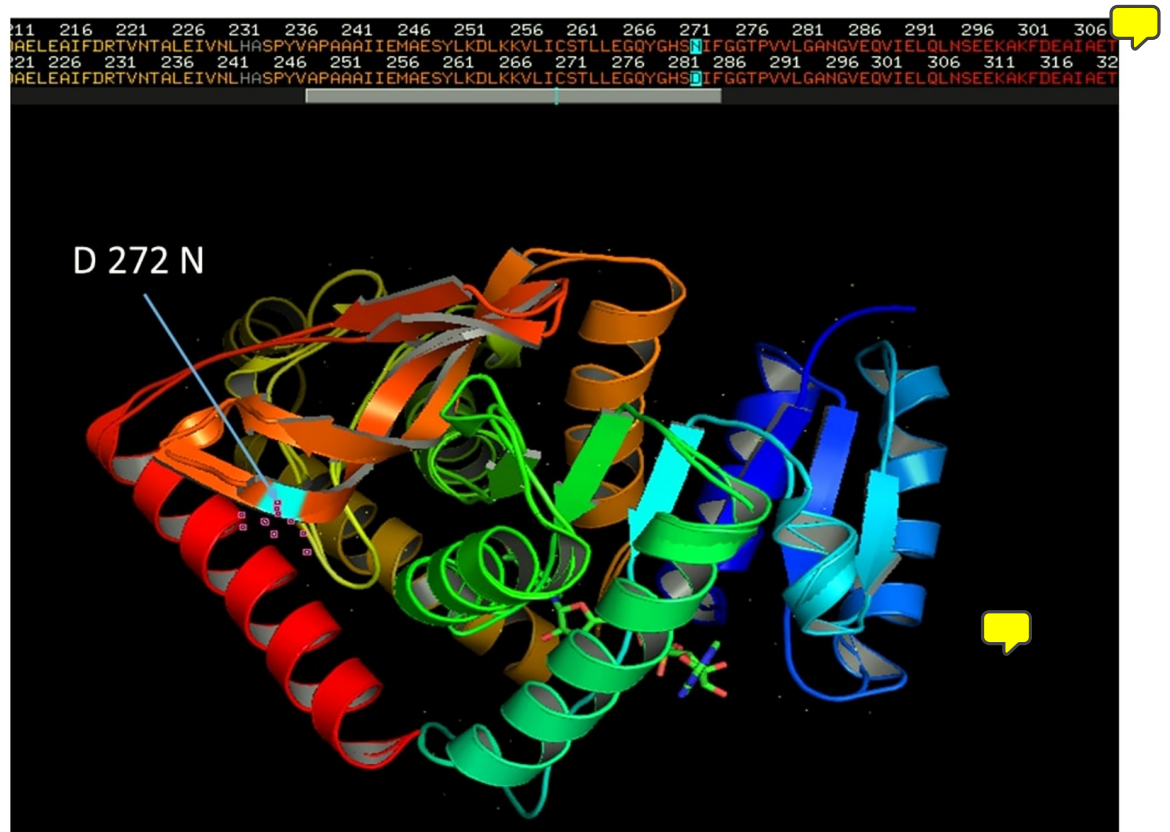 211 216 221 226 231 236 241 246 251 256 261 266 271 276 281 286 291 296 301 306
DAELEAIFDRTVNTALEIVNLHASPYVAPAAAIIEMAESYLKDLKKVLICSTLLEGQYGHSNIFGGTPVVLGANGVEQVIELQLNSEEKAKFDEAIAET
221 226 231 236 241 246 251 256 261 266 271 276 281 286 291 296 301 306 311 316 32
DAELEAIFDRTVNTALEIVNLHASPYVAPAAAIIEMAESYLKDLKKVLICSTLLEGQYGHSDIFGGTPVVLGANGVEQVIELQLNSEEKAKFDEAIAET
D 272 N